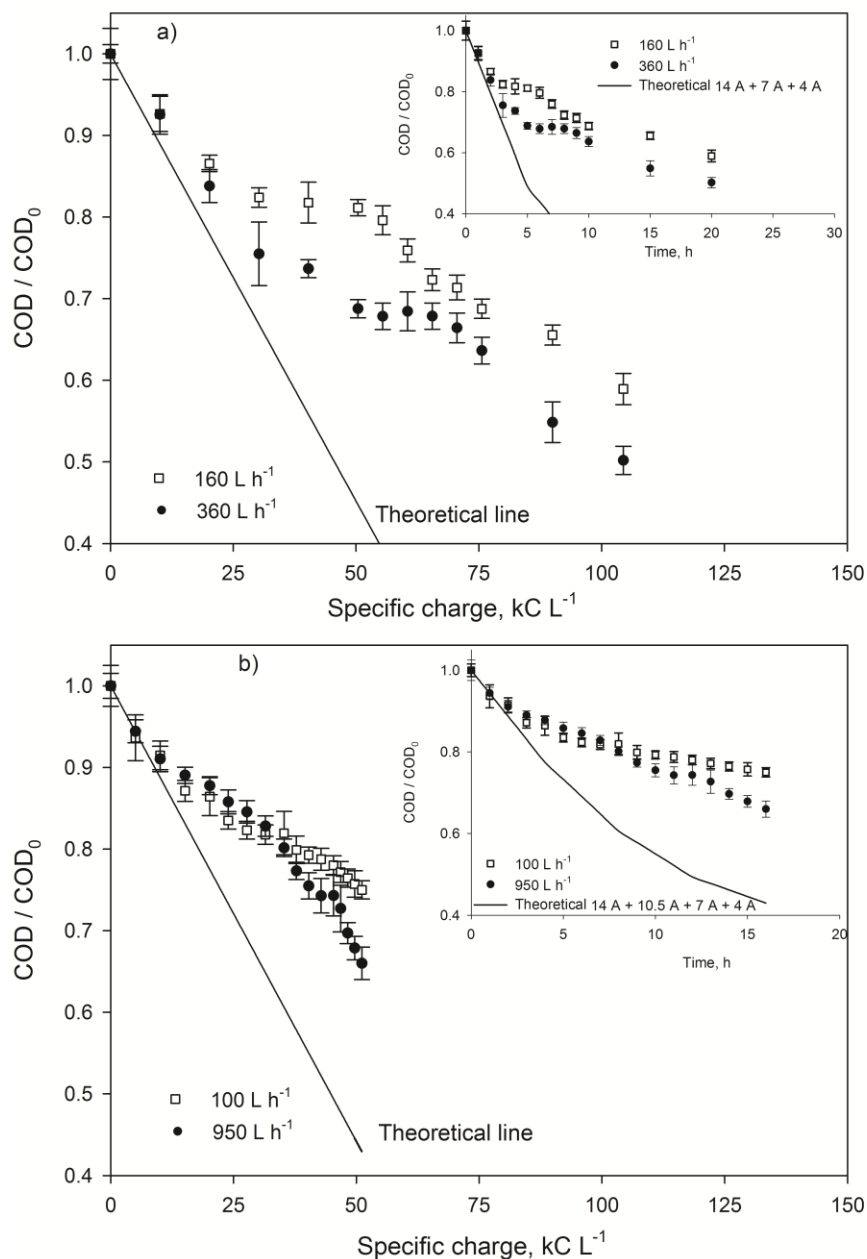 a)
COD / COD₀
1.0
0.9
0.8
0.7
0.6
0.5
0.4
160 L h⁻¹
360 L h⁻¹
Theoretical line
0 25 50 75 100 125 150
Specific charge, kC L⁻¹
COD / COD₀
1.0
0.8
0.6
0.4
160 L h⁻¹
360 L h⁻¹
Theoretical 14 A + 7 A + 4 A
0 5 10 15 20 25 30
Time, h
b)
COD / COD₀
1.0
0.9
0.8
0.7
0.6
0.5
0.4
100 L h⁻¹
950 L h⁻¹
Theoretical line
0 25 50 75 100 125 150
Specific charge, kC L⁻¹
COD / COD₀
1.0
0.8
0.6
0.4
100 L h⁻¹
950 L h⁻¹
Theoretical 14 A + 10.5 A + 7 A + 4 A
0 5 10 15 20
Time, h